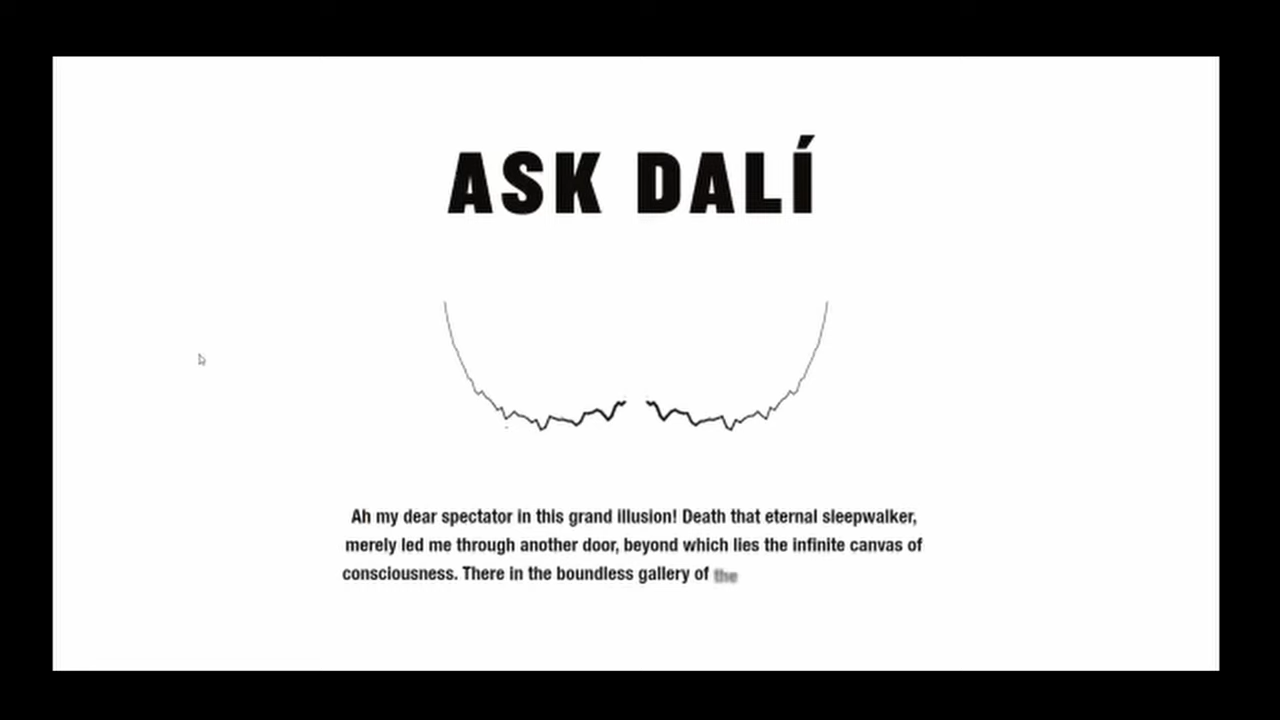 ASK DALÍ
Ah my dear spectator in this grand illusion! Death that eternal sleepwalker,
merely led me through another door, beyond which lies the infinite canvas of
consciousness. There in the boundless gallery of the